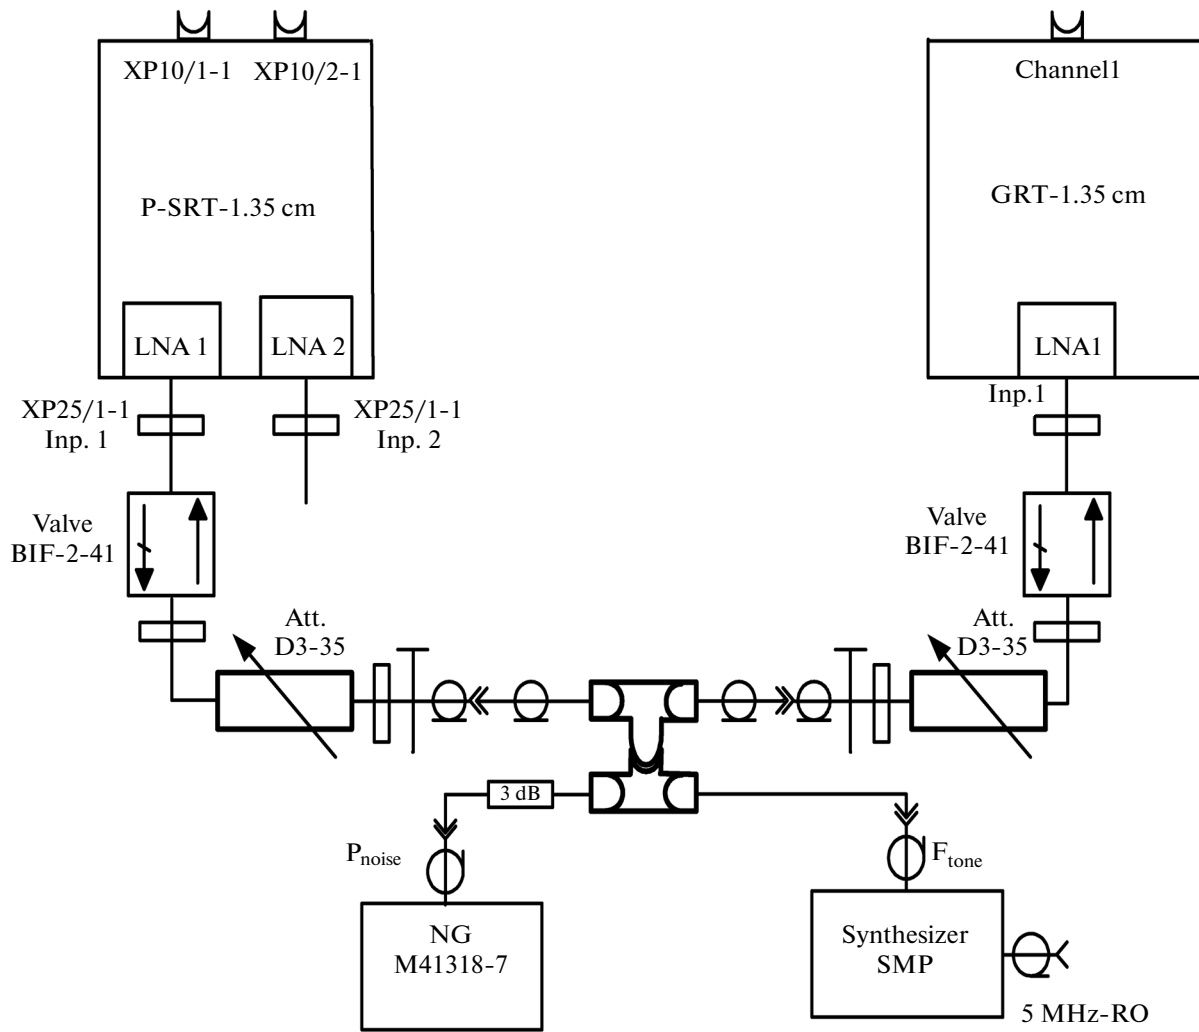 XP10/1-1
XP10/2-1
Channel1
P-SRT-1.35 cm
GRT-1.35 cm
LNA 1
LNA 2
LNA1
XP25/1-1
Inp. 1
XP25/1-1
Inp. 2
Inp.1
Valve
BIF-2-41
Valve
BIF-2-41
Att.
D3-35
Att.
D3-35
3 dB
Pnoise
Ftone
NG
M41318-7
Synthesizer
SMP
5 MHz-RO